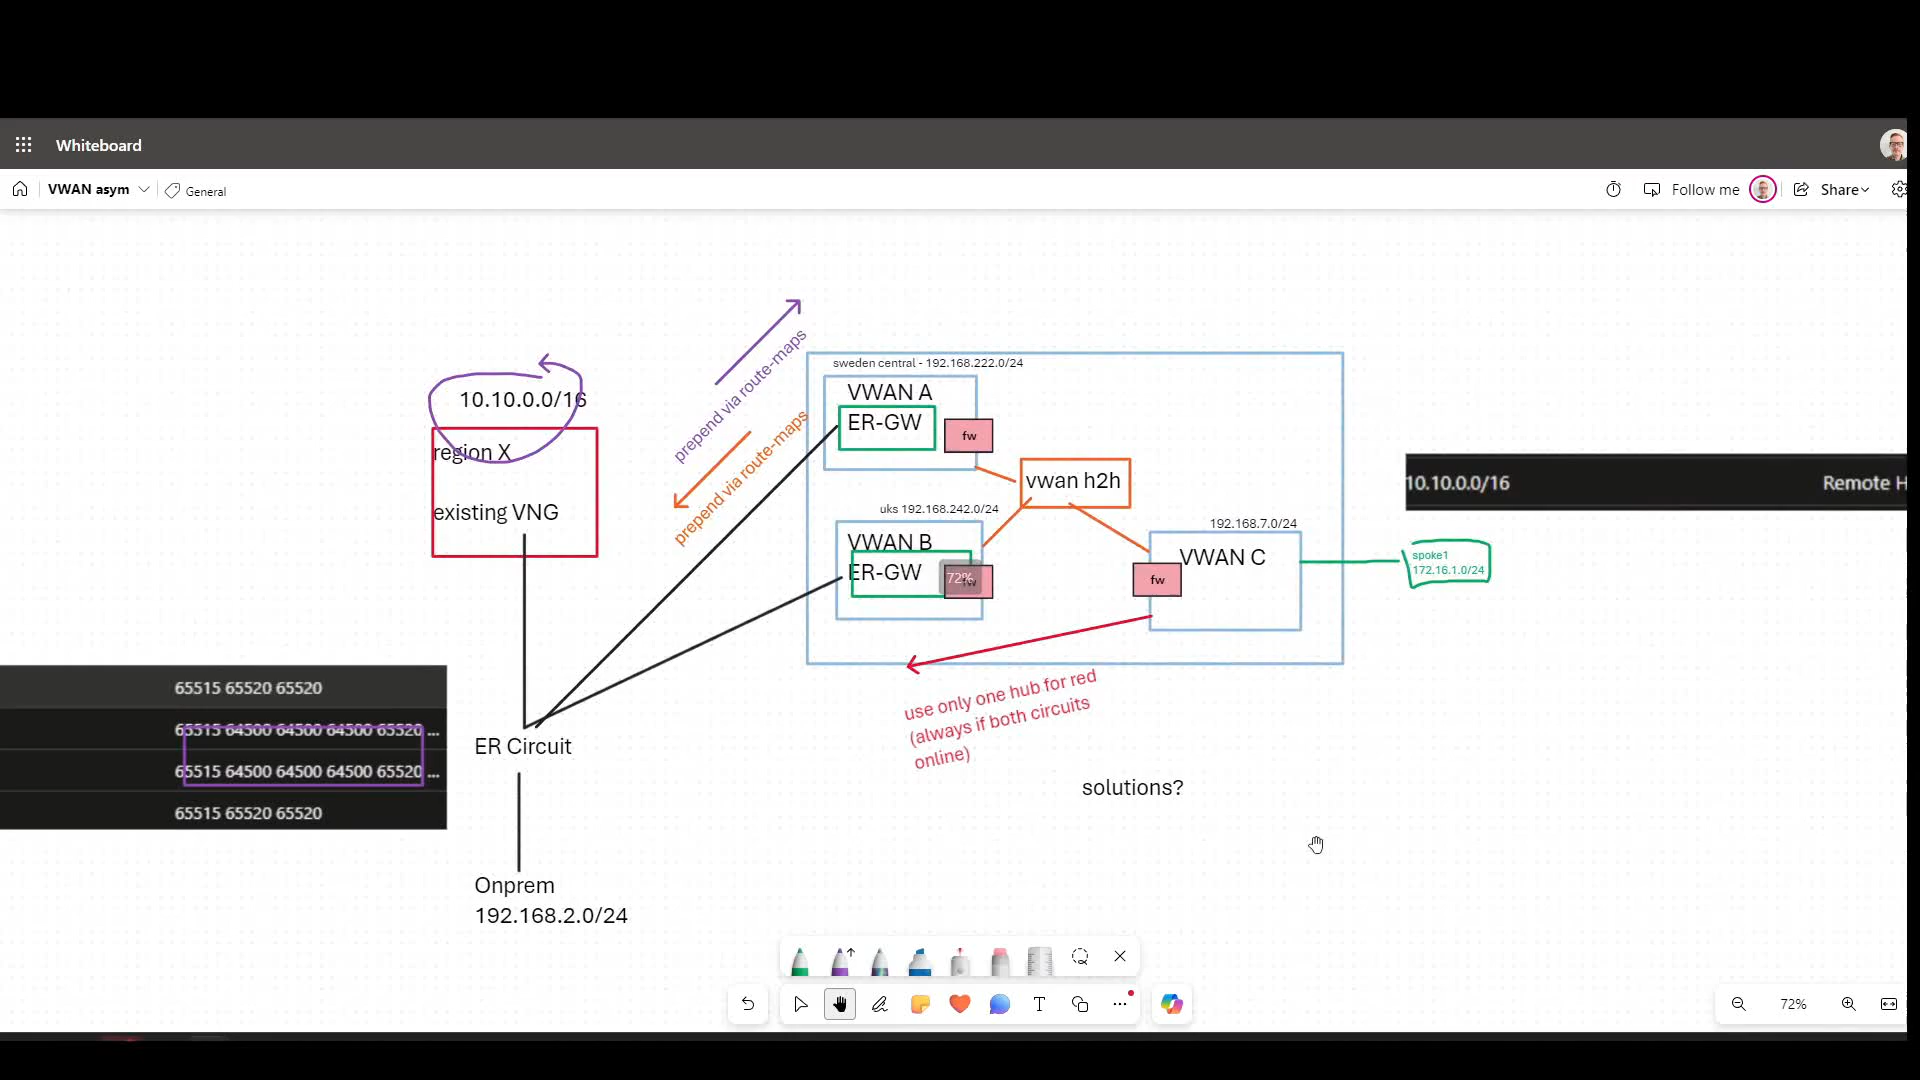 Whiteboard
VWAN asym
General
Follow me
Share
prepend via route-maps
prepend via route-maps
10.10.0.0/16
region X
existing VNG
sweden central - 192.168.222.0/24
VWAN A
ER-GW
fw
vwan h2h
uks 192.168.242.0/24
VWAN B
ER-GW
72%
192.168.7.0/24
VWAN C
fw
10.10.0.0/16
Remote H
spoke1
172.16.1.0/24
use only one hub for red
(always if both circuits
online)
solutions?
65515 65520 65520
65515 64500 64500 64500 65520 ...
65515 64500 64500 64500 65520 ...
65515 65520 65520
ER Circuit
Onprem
192.168.2.0/24
72%